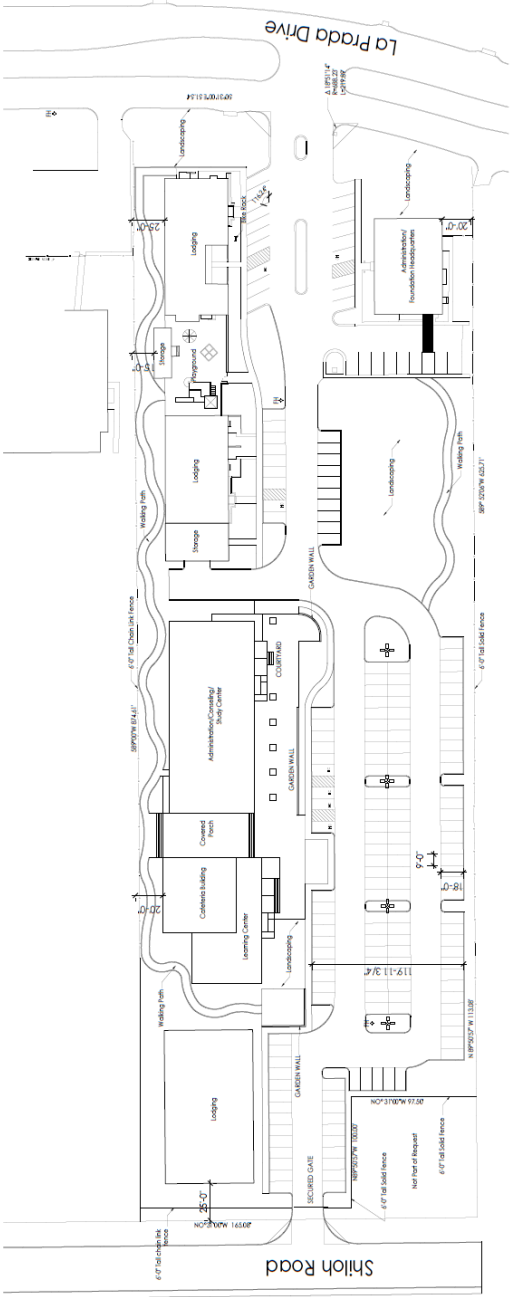 La Prada Drive
Landscaping
Landscaping
25'-0"
Lodging
Bike Rack
Administration/
Foundation Headquarters
20'-0"
Storage
Playground
15'-0"
FH
Lodging
Landscaping
Walking Path
Walking Path
Storage
GARDEN WALL
6'-0" Tall Chain Link Fence
6'-0" Tall Solid Fence
COURTYARD
Study Center
GARDEN WALL
Covered
Porch
9'-0"
18'-0"
Cafeteria Building
20'-0"
Learning Center
Landscaping
119'-11 3/4"
Walking Path
FH
GARDEN WALL
Lodging
6'-0" Tall Solid Fence
Not Part of Request
6'-0" Tall Solid Fence
SECURED GATE
25'-0"
6'-0" Tall chain link
fence
Shiloh Road